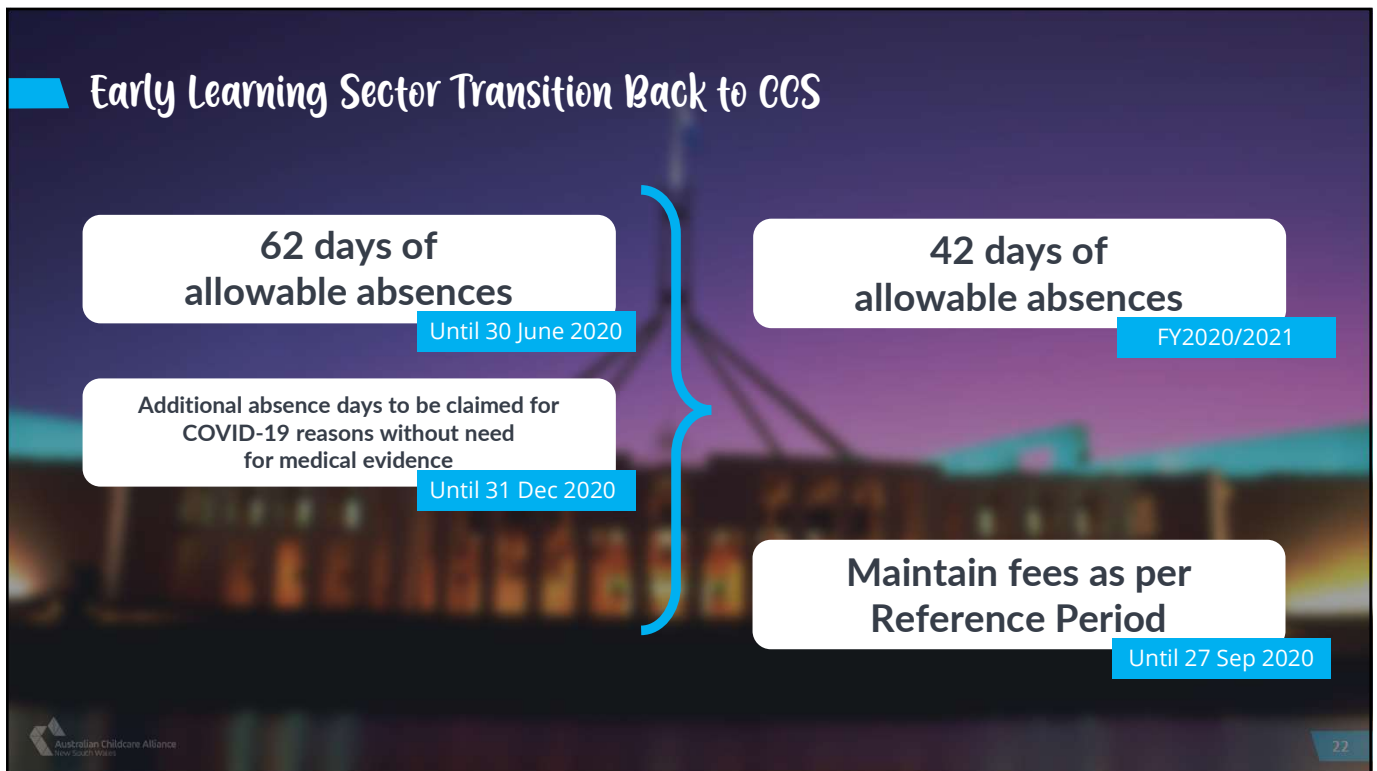 Early Learning Sector Transition Back to CCS
62 days of
allowable absences
Until 30 June 2020
Additional absence days to be claimed for
COVID-19 reasons without need
for medical evidence
Until 31 Dec 2020
42 days of
allowable absences
FY2020/2021
Maintain fees as per
Reference Period
Until 27 Sep 2020
Australian Childcare Alliance
New South Wales
22